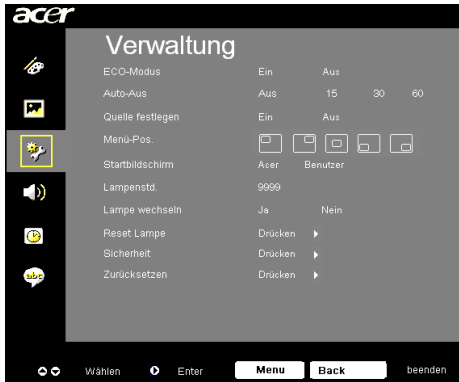 acer
Verwaltung
ECO-Modus Ein Aus
Auto-Aus Aus 15 30 60
Quelle festlegen Ein Aus
Menü-Pos.
Startbildschirm Acer Benutzer
Lampenstd. 9999
Lampe wechseln Ja Nein
Reset Lampe Drücken
Sicherheit Drücken
abc Zurücksetzen Drücken
Wählen Enter Menu Back beenden